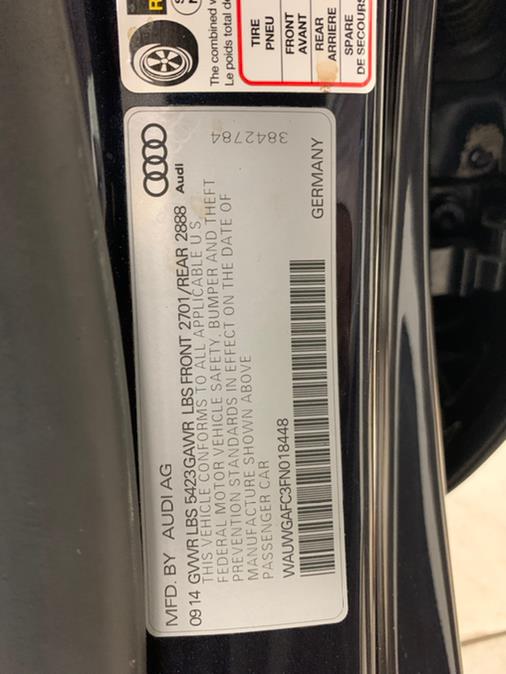 The combined w
Le poids total de
TIRE
PNEU
FRONT
AVANT
REAR
ARRIERE
SPARE
DE SECOURS
MFD. BY AUDI AG
Audi
09 14 GVWR LBS 5423 GAWR LBS FRONT 2701/REAR 2888
THIS VEHICLE CONFORMS TO ALL APPLICABLE U.S.
FEDERAL MOTOR VEHICLE SAFETY, BUMPER AND THEFT
PREVENTION STANDARDS IN EFFECT ON THE DATE OF
MANUFACTURE SHOWN ABOVE
PASSENGER CAR
3842784
WAUWGAFC3FN018448
GERMANY